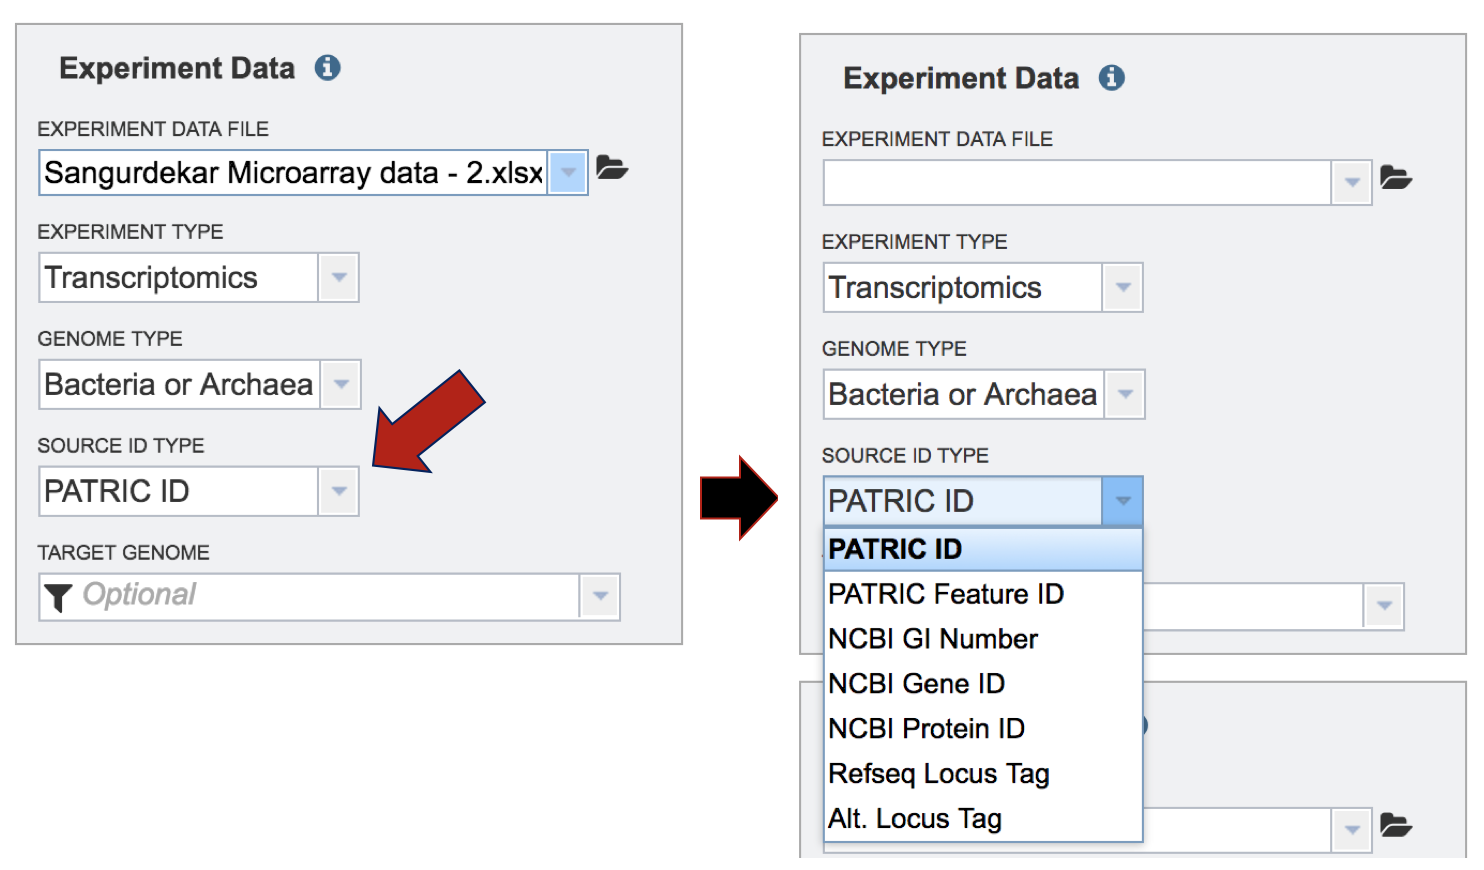 Experiment Data
EXPERIMENT DATA FILE
Sangurdekar Microarray data - 2.xlsx
EXPERIMENT TYPE
Transcriptomics
GENOME TYPE
Bacteria or Archaea
SOURCE ID TYPE
PATRIC ID
TARGET GENOME
Optional
Experiment Data
EXPERIMENT DATA FILE
EXPERIMENT TYPE
Transcriptomics
GENOME TYPE
Bacteria or Archaea
SOURCE ID TYPE
PATRIC ID
PATRIC ID
PATRIC Feature ID
NCBI GI Number
NCBI Gene ID
NCBI Protein ID
Refseq Locus Tag
Alt. Locus Tag